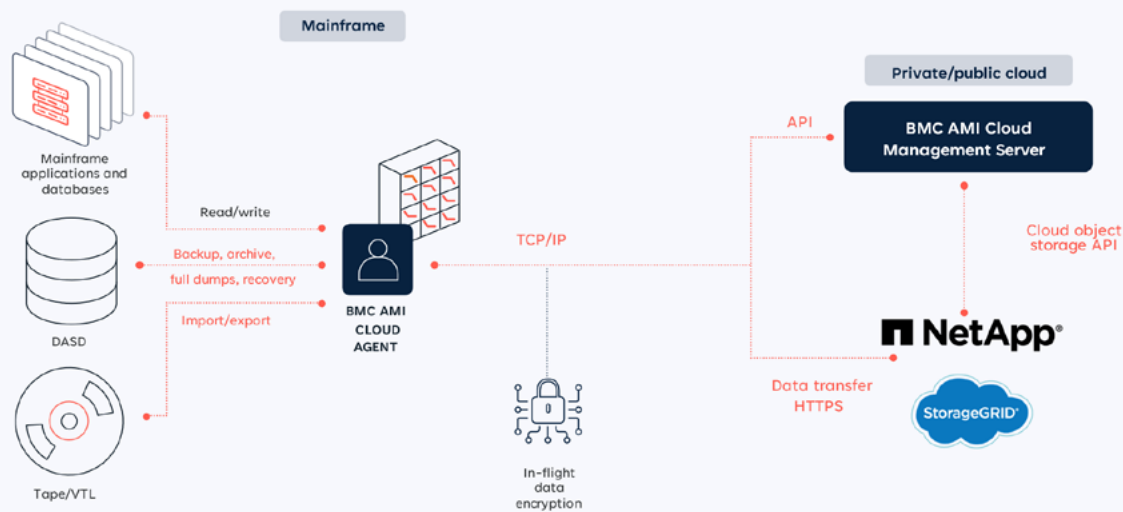 Mainframe
Private/public cloud
BMC AMI Cloud
Management Server
API
Mainframe
applications and
databases
Read/write
Backup, archive,
full dumps, recovery
Import/export
DASD
Tape/VTL
BMC AMI
CLOUD
AGENT
TCP/IP
Cloud object
storage API
NetApp®
Data transfer
HTTPS
StorageGRID®
In-flight
data
encryption